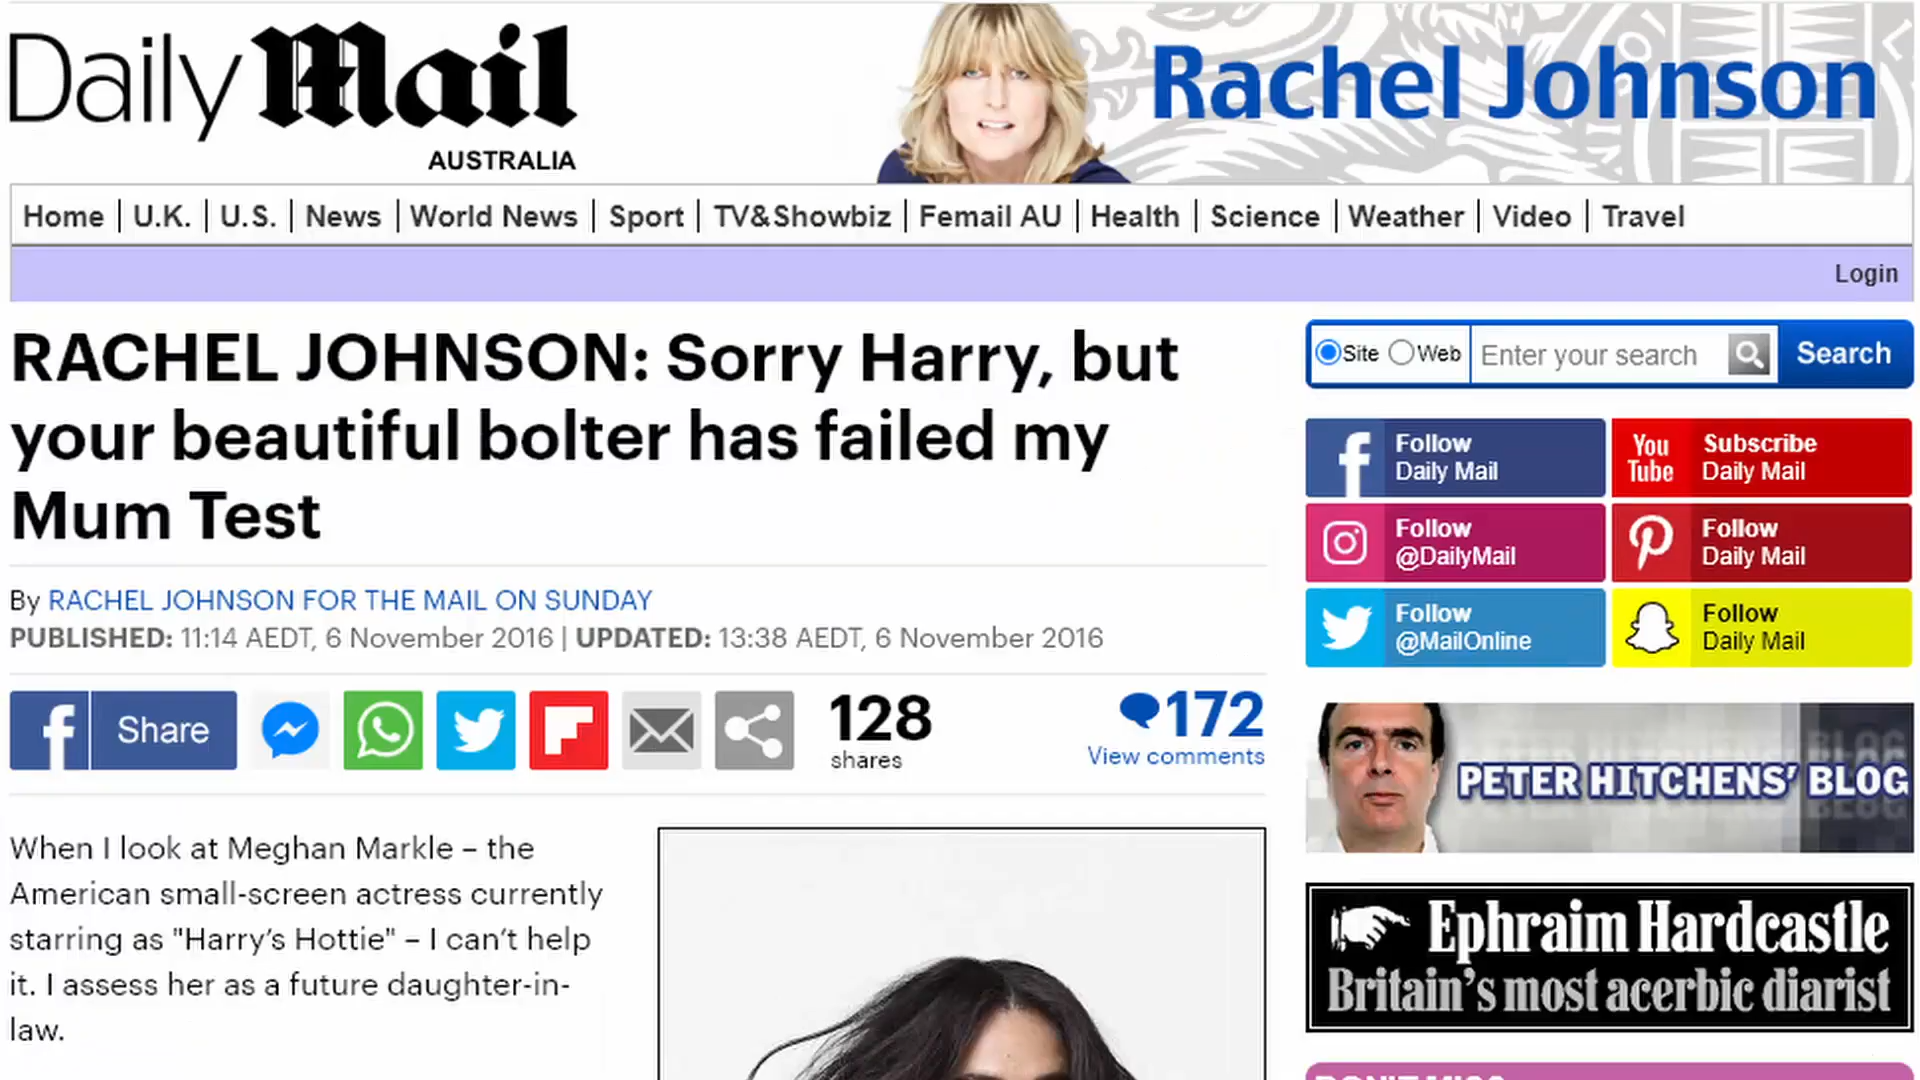 Daily Mail
AUSTRALIA
Rachel Johnson
Home U.K. U.S. News World News Sport TV&Showbiz Femail AU Health Science Weather Video Travel
Login
RACHEL JOHNSON: Sorry Harry, but
your beautiful bolter has failed my
Mum Test
By RACHEL JOHNSON FOR THE MAIL ON SUNDAY
PUBLISHED: 11:14 AEDT, 6 November 2016 | UPDATED: 13:38 AEDT, 6 November 2016
Share
128
shares
172
View comments
When I look at Meghan Markle – the
American small-screen actress currently
starring as "Harry's Hottie" – I can't help
it. I assess her as a future daughter-in-
law.
Site Web Enter your search Search
Follow
Daily Mail
You
Tube
Subscribe
Daily Mail
Follow
@DailyMail
Follow
Daily Mail
Follow
@MailOnline
Follow
Daily Mail
PETER HITCHENS' BLOG
Ephraim Hardcastle
Britain's most acerbic diarist
DON'T MISS